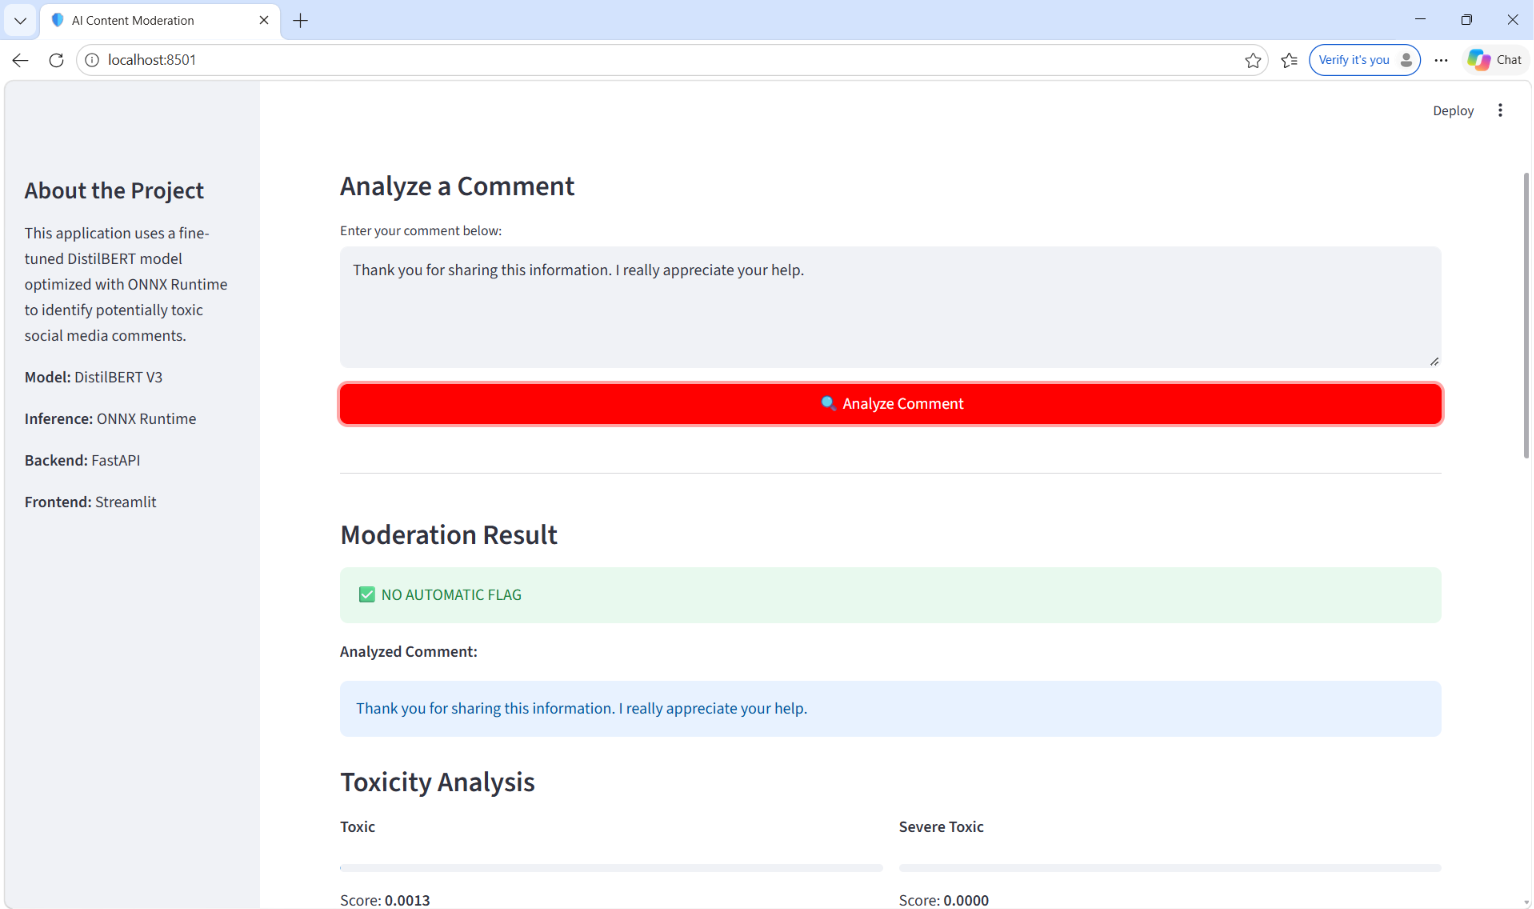 AI Content Moderation
localhost:8501
Verify it's you
Chat
Deploy
About the Project
This application uses a fine-
tuned DistilBERT model
optimized with ONNX Runtime
to identify potentially toxic
social media comments.
Model: DistilBERT V3
Inference: ONNX Runtime
Backend: FastAPI
Frontend: Streamlit
Analyze a Comment
Enter your comment below:
Thank you for sharing this information. I really appreciate your help.
Analyze Comment
Moderation Result
NO AUTOMATIC FLAG
Analyzed Comment:
Thank you for sharing this information. I really appreciate your help.
Toxicity Analysis
Toxic
Score: 0.0013
Severe Toxic
Score: 0.0000